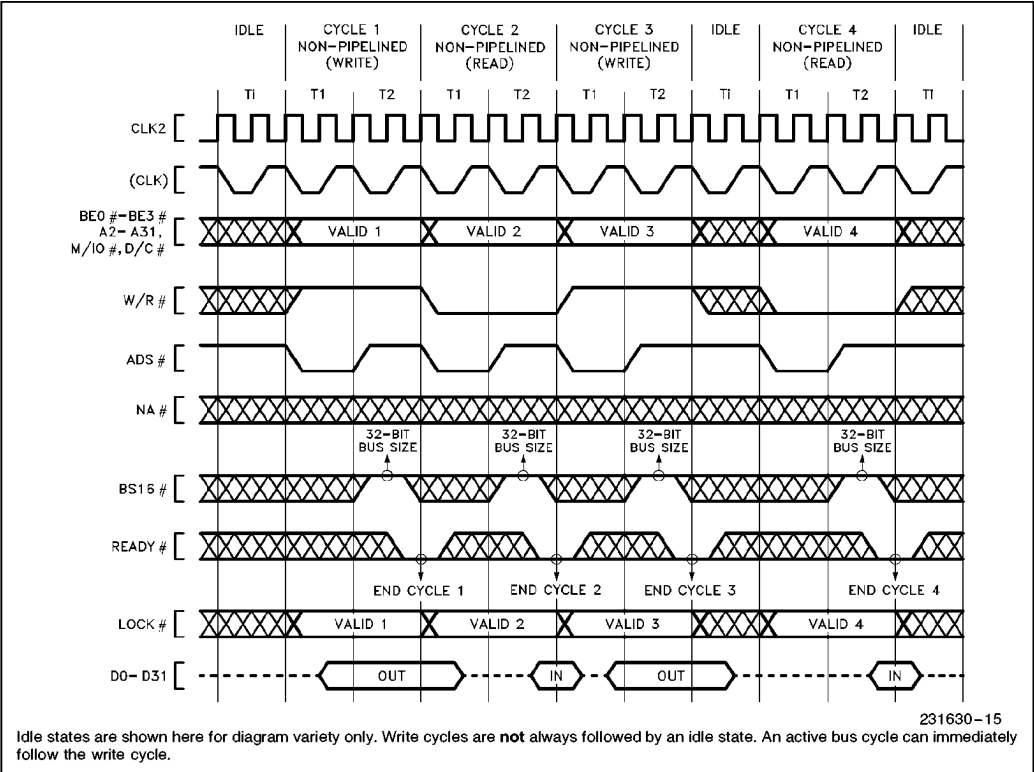 IDLE CYCLE 1 CYCLE 2 CYCLE 3 IDLE CYCLE 4 IDLE
NON-PIPELINED NON-PIPELINED NON-PIPELINED NON-PIPELINED
(WRITE) (READ) (WRITE) (READ)
Ti T1 T2 T1 T2 T1 T2 Ti T1 T2 Ti
CLK2
(CLK)
BE0 #-BE3 #
A2-A31,
M/IO #,D/C #
VALID 1 VALID 2 VALID 3 VALID 4
W/R #
ADS #
NA #
32-BIT 32-BIT 32-BIT 32-BIT
BUS SIZE BUS SIZE BUS SIZE BUS SIZE
BS16 #
READY #
END CYCLE 1 END CYCLE 2 END CYCLE 3 END CYCLE 4
LOCK # VALID 1 VALID 2 VALID 3 VALID 4
D0-D31 OUT IN OUT IN
231630-15
Idle states are shown here for diagram variety only. Write cycles are not always followed by an idle state. An active bus cycle can immediately
follow the write cycle.